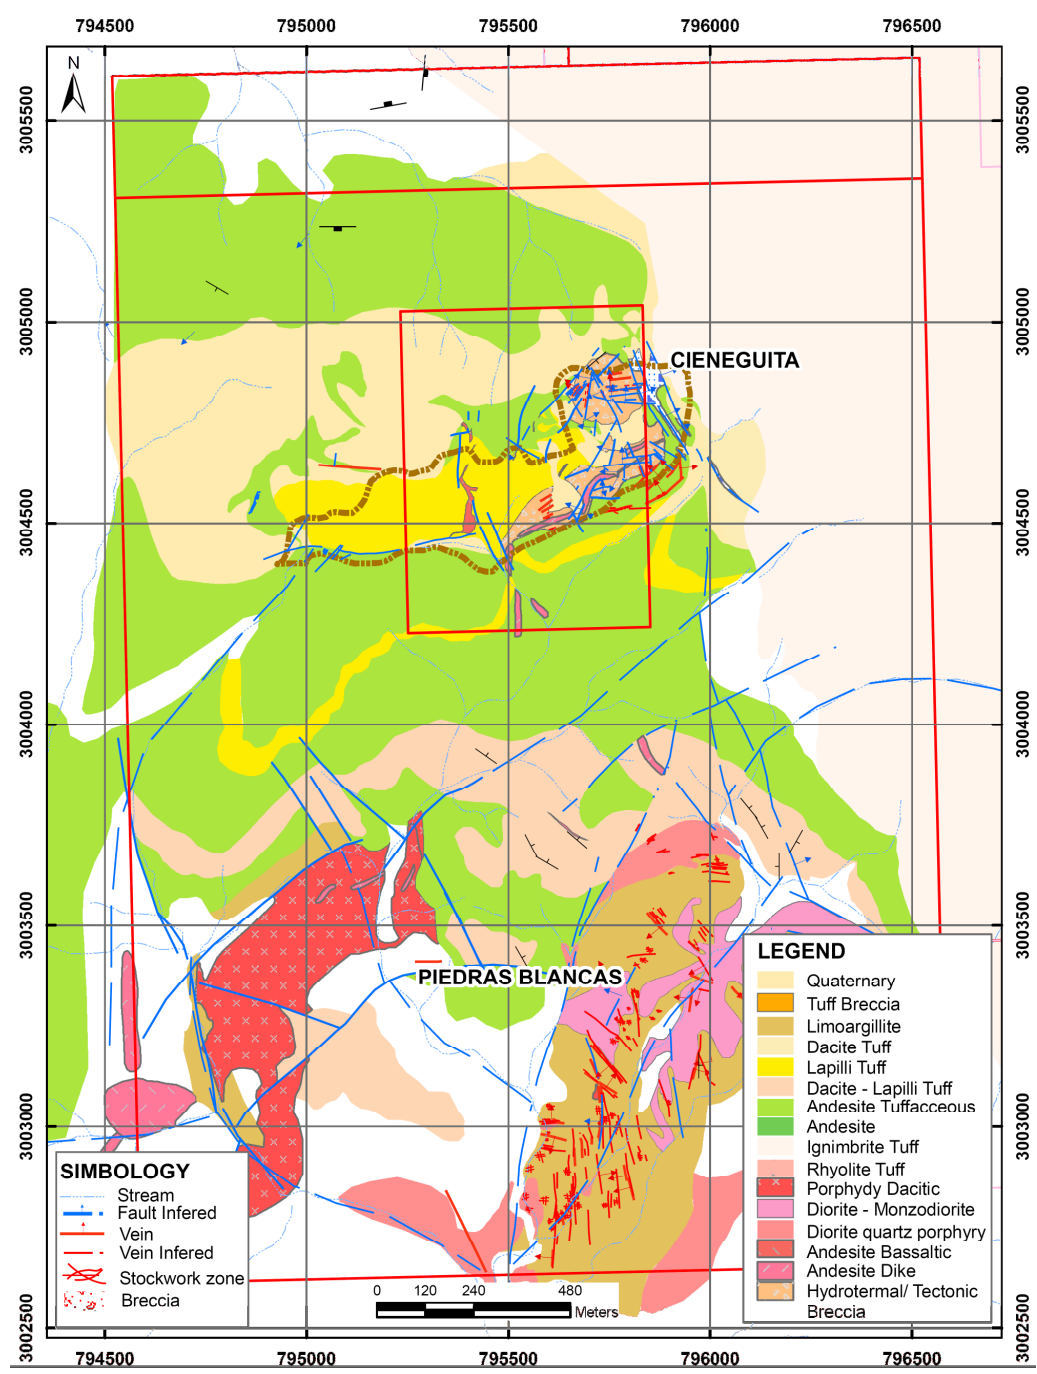 794500 795000 795500 796000 796500
N
3005500 3005500
3005000 3005000
CIENEGUITA
3004500 3004500
3004000 3004000
3003500 3003500
PIEDRAS BLANCAS
3003000 3003000
3002500 3002500
LEGEND
Quaternary
Tuff Breccia
Limoargillite
Dacite Tuff
Lapilli Tuff
Dacite - Lapilli Tuff
Andesite Tuffacceous
Andesite
Ignimbrite Tuff
Rhyolite Tuff
Porphydy Dacitic
Diorite - Monzodiorite
Diorite quartz porphyry
Andesite Bassaltic
Andesite Dike
Hydrotermal/ Tectonic
Breccia
SIMBOLOGY
Stream
Fault Infered
Vein
Vein Infered
Stockwork zone
Breccia
0 120 240 480
Meters
794500 795000 795500 796000 796500